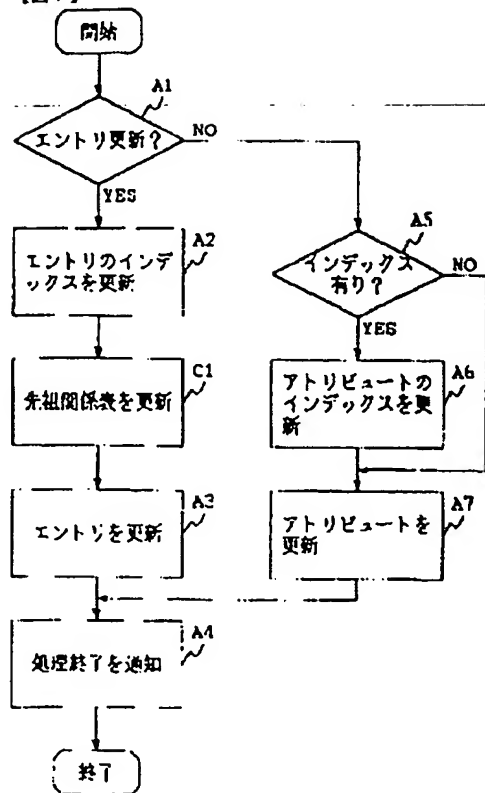 開始
A1
エントリ更新?
NO
YES
A2
エントリのインデ
ックスを更新
C1
先祖関係表を更新
A3
エントリを更新
A4
処理終了を通知
終了
A5
インデックス
有り?
NO
YES
A6
アトリビュートの
インデックスを更
新
A7
アトリビュートを
更新